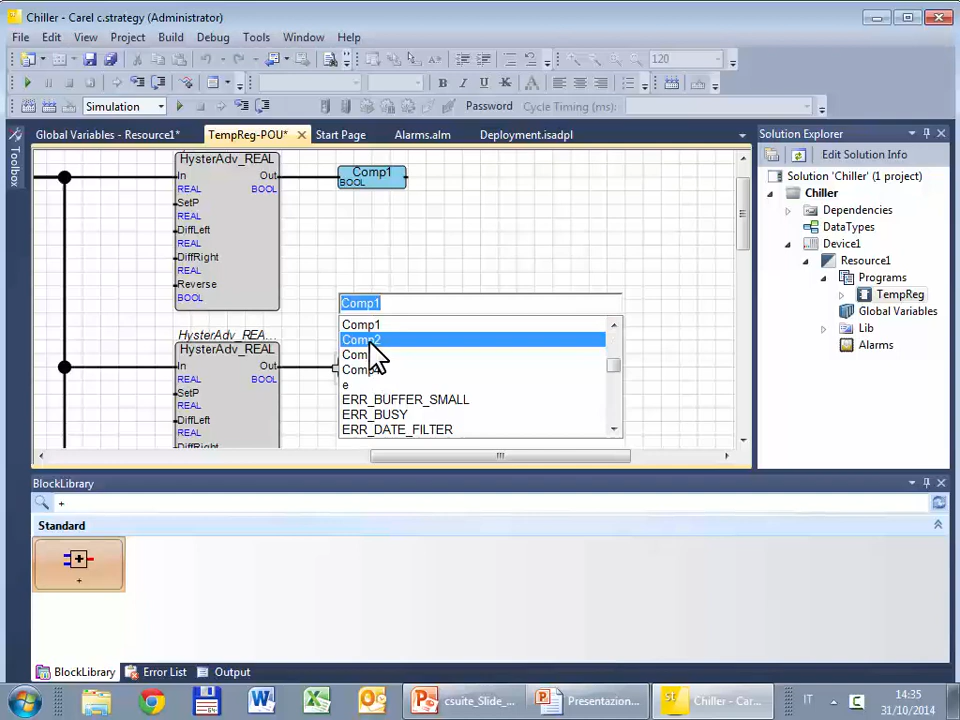 Chiller - Carel c.strategy (Administrator)
File Edit View Project Build Debug Tools Window Help
120
Simulation Password Cycle Timing (ms):
Global Variables - Resource1* TempReg-POU* Start Page Alarms.alm Deployment.isadpl
Toolbox
HysterAdv_REAL
In
REAL BOOL
SetP
REAL
DiffLeft
REAL
DiffRight
REAL
Reverse
BOOL
Comp1
BOOL
HysterAdv_REA...
HysterAdv_REAL
In Out
REAL BOOL
SetP
REAL
DiffLeft
REAL
Comp1
Comp1
Comp2
e
ERR_BUFFER_SMALL
ERR_BUSY
ERR_DATE_FILTER
Solution Explorer
Edit Solution Info
Solution 'Chiller' (1 project)
Chiller
Dependencies
DataTypes
Device1
Resource1
Programs
TempReg
Global Variables
Lib
Alarms
BlockLibrary
+
Standard
+
BlockLibrary Error List Output
csuite_Slide_... Presentazion... Chiller - Car... IT 14:35
31/10/2014